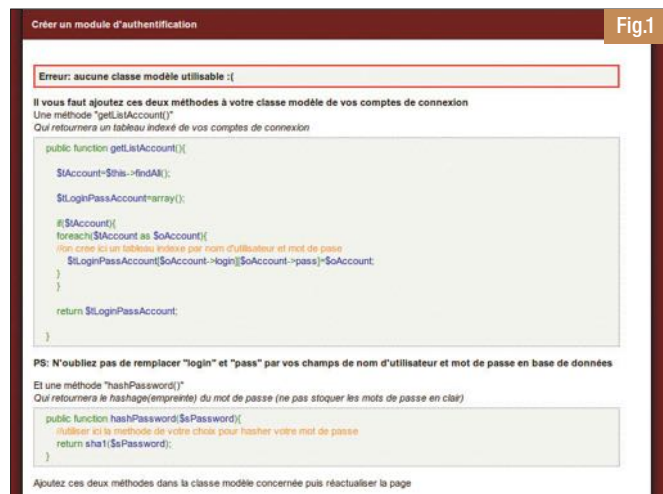 Créer un module d'authentification
Fig.1
Erreur: aucune classe modèle utilisable :(
Il vous faut ajoutez ces deux méthodes à votre classe modèle de vos comptes de connexion
Une méthode "getListAccount()"
Qui retournera un tableau indexé de vos comptes de connexion
public function getListAccount(){
$tAccount=$this->findAll();
$tLoginPassAccount=array();
if($tAccount){
foreach($tAccount as $oAccount){
//on cree ici un tableau indexe par nom d'utilisateur et mot de pase
$tLoginPassAccount[$oAccount->login][$oAccount->pass]=$oAccount;
}
}
return $tLoginPassAccount;
}
PS: N'oubliez pas de remplacer "login" et "pass" par vos champs de nom d'utilisateur et mot de passe en base de données
Et une méthode "hashPassword()"
Qui retournera le hashage(empreinte) du mot de passe (ne pas stoquer les mots de passe en clair)
public function hashPassword($sPassword){
//utiliser ici la methode de votre choix pour hasher votre mot de passe
return sha1($sPassword);
}
Ajoutez ces deux méthodes dans la classe modèle concernée puis réactualiser la page